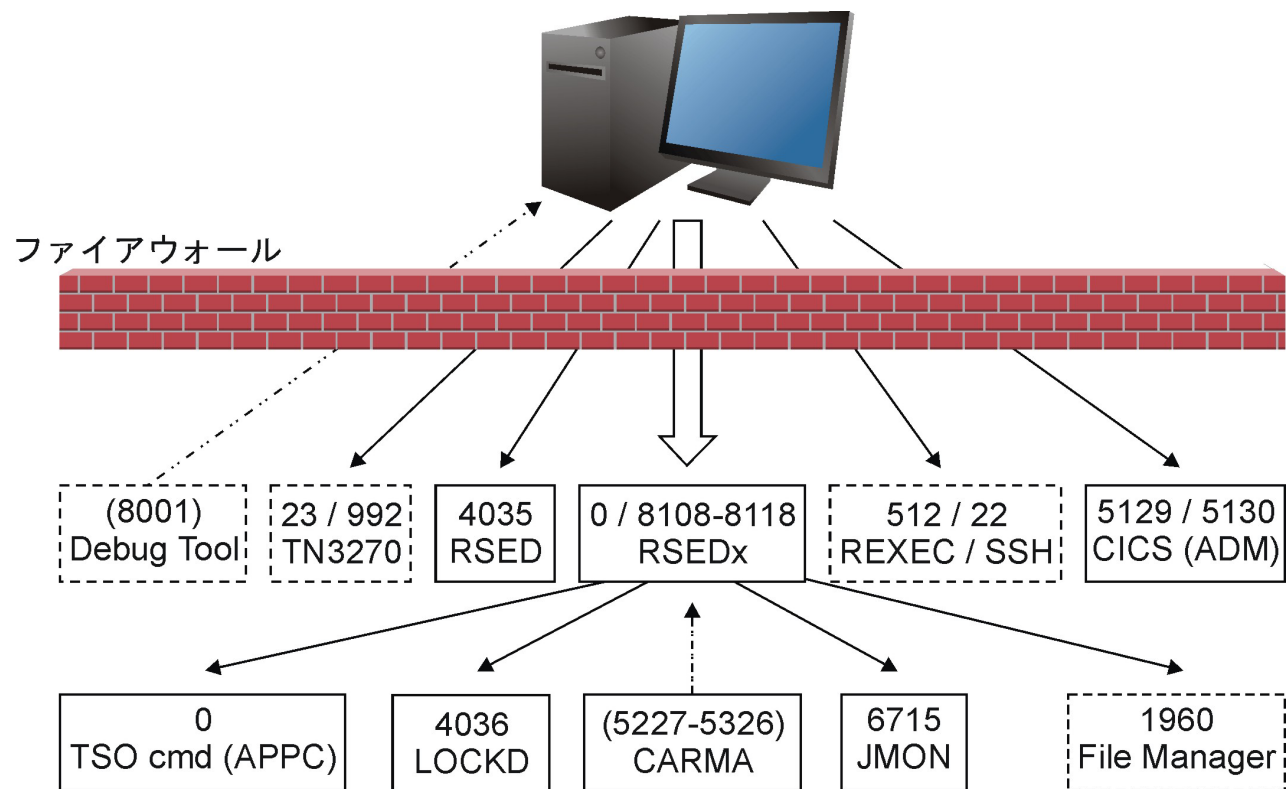 ファイアウォール
(8001)
Debug Tool
23 / 992
TN3270
4035
RSED
0 / 8108-8118
RSEDx
512 / 22
REXEC / SSH
5129 / 5130
CICS (ADM)
0
TSO cmd (APPC)
4036
LOCKD
(5227-5326)
CARMA
6715
JMON
1960
File Manager